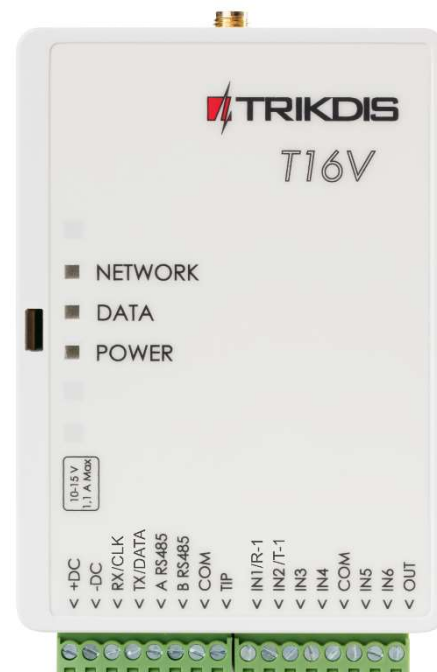 TRIKDIS
T16V
NETWORK
DATA
POWER
10-15 V
1,1 A Max
< +DC
< -DC
< RX/CLK
< TX/DATA
< A RS485
< B RS485
< COM
< TIP
< IN1/R-1
< IN2/T-1
< IN3
< IN4
< COM
< IN5
< IN6
< OUT